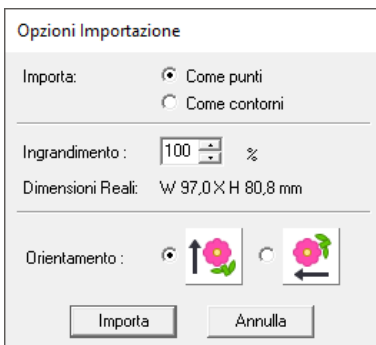 Opzioni Importazione
Importa: Come punti
Come contorni
Ingrandimento : 100 %
Dimensioni Reali: W 97,0 X H 80,8 mm
Orientamento :
Importa Annulla